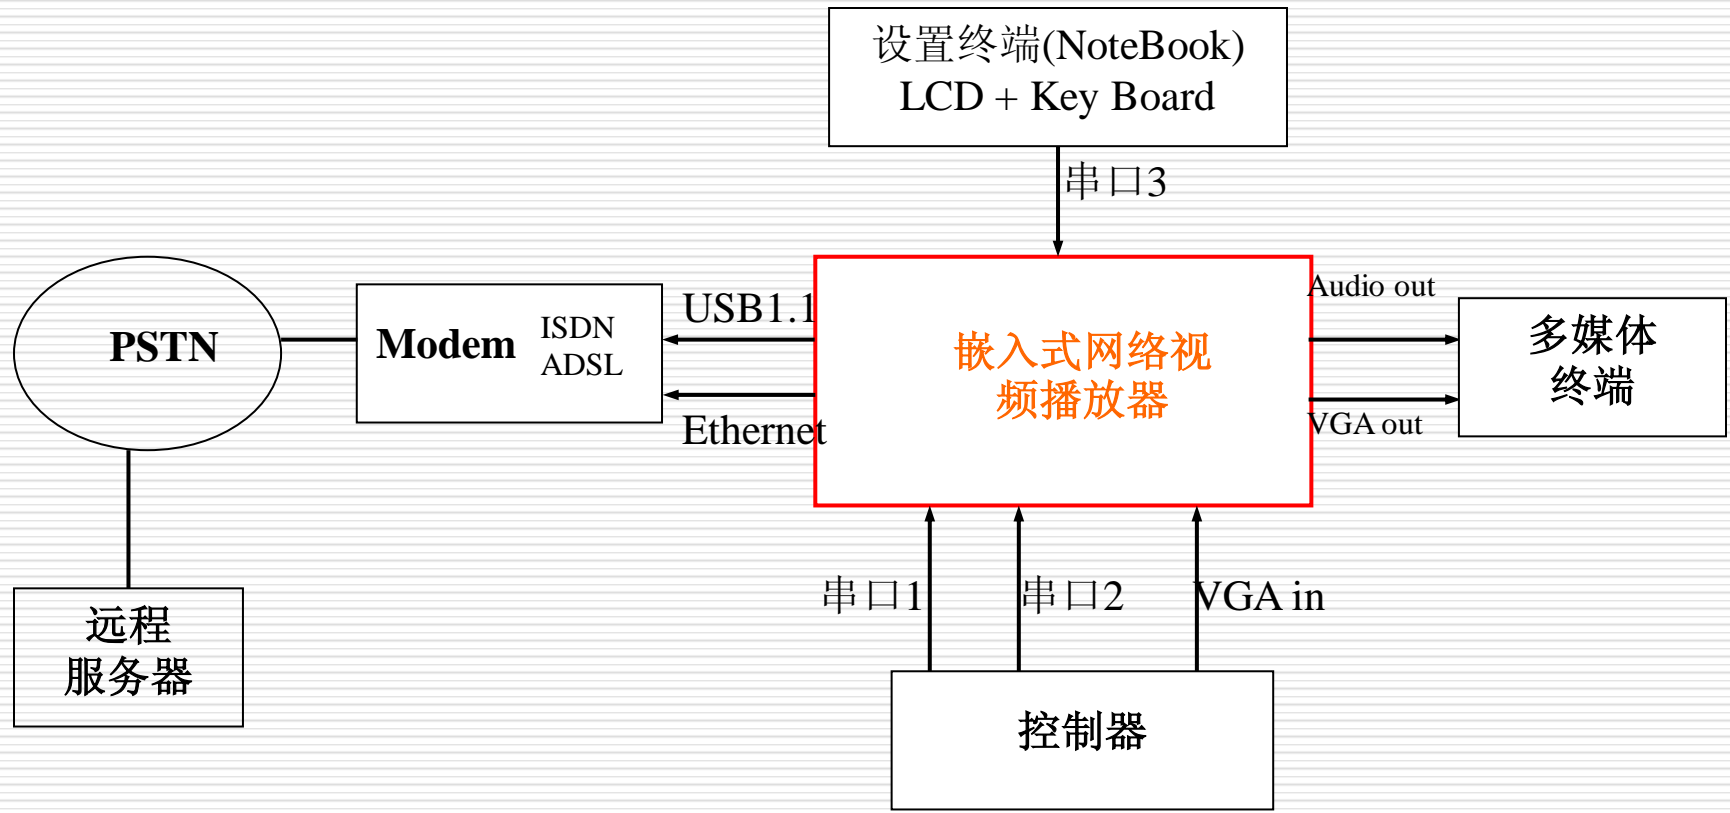 设置终端(NoteBook)
LCD + Key Board
串口3
PSTN
Modem
ISDN
ADSL
USB1.1
Ethernet
嵌入式网络视
频播放器
Audio out
VGA out
多媒体
终端
串口1
串口2
VGA in
远程
服务器
控制器